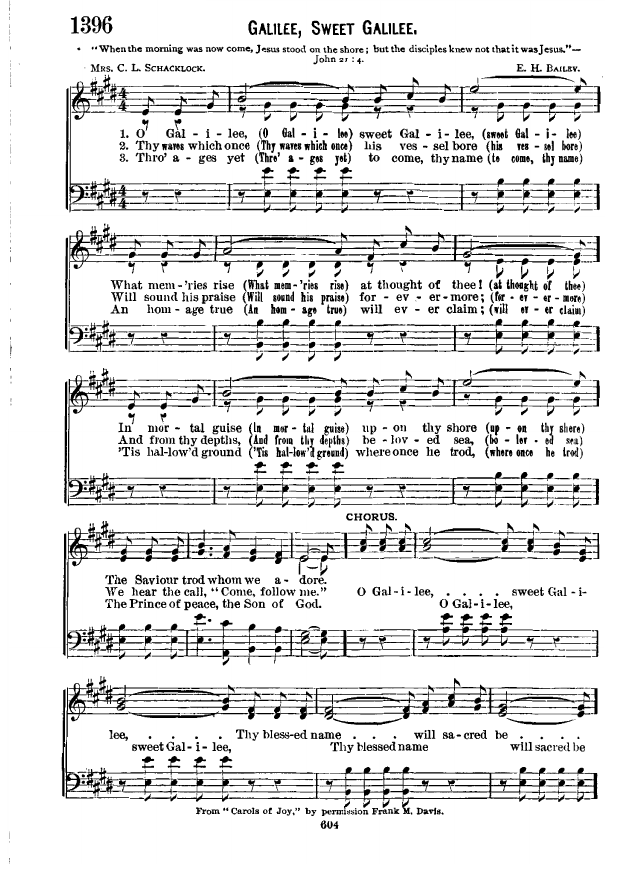 1396
GALILEE, SWEET GALILEE.
"When the morning was now come, Jesus stood on the shore; but the disciples knew not that it was Jesus."—
John 21 : 4.
MRS. C. L. SCHACKLOCK. E. H. BAILEY.
1. O Gal - i - lee, (O Gal - i - lee) sweet Gal - i - lee, (sweet Gal - i - lee)
2. Thy waves which once (Thy waves which once) his ves - sel bore (his ves - sel bore)
3. Thro' a - ges yet (Thro' a - ges yet) to come, thy name (to come, thy name)
What mem - 'ries rise (What mem - 'ries rise) at thought of thee! (at thought of thee)
Will sound his praise (Will sound his praise) for - ev - er - more; (for - ev - er - more)
An hom - age true (An hom - age true) will ev - er claim; (will ev - er claim)
In mor - tal guise (In mor - tal guise) up - on thy shore (up - on thy shore)
And from thy depths, (And from thy depths) be - lov - ed sea, (be - lov - ed sea)
'Tis hal - low'd ground ('Tis hal - low'd ground) where once he trod, (where once he trod)
CHORUS.
The Saviour trod whom we a - dore.
We hear the call, "Come, follow me." O Gal - i - lee, . . . . sweet Gal - i-
The Prince of peace, the Son of God. O Gal - i - lee,
lee, . . . . Thy bless-ed name . . . will sa-cred be . . . .
sweet Gal - i - lee, Thy blessed name will sacred be
From "Carols of Joy," by permission Frank M. Davis.
604